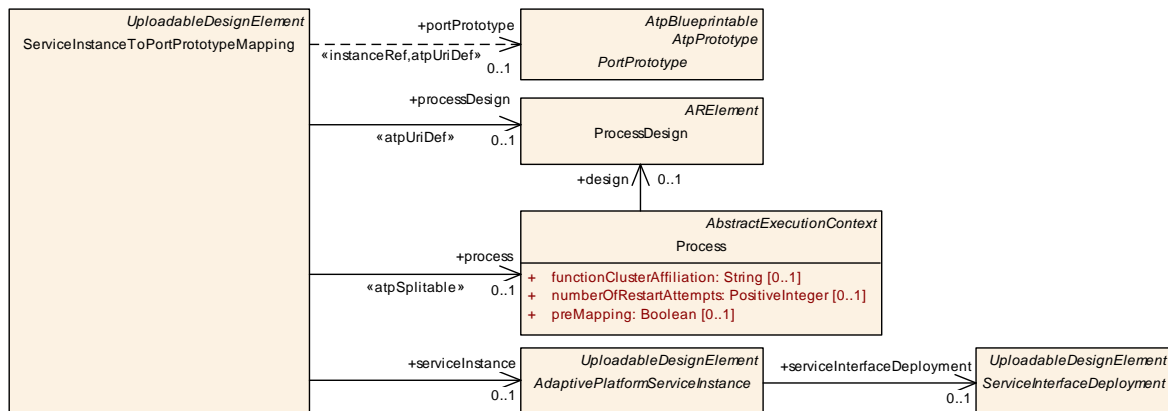 UploadableDesignElement
ServiceInstanceToPortPrototypeMapping
+portPrototype
«instanceRef,atpUriDef»
0..1
AtpBlueprintable
AtpPrototype
PortPrototype
+processDesign
«atpUriDef»
0..1
ARElement
ProcessDesign
+design
0..1
+process
«atpSplitable»
0..1
AbstractExecutionContext
Process
+ functionClusterAffiliation: String [0..1]
+ numberOfRestartAttempts: PositiveInteger [0..1]
+ preMapping: Boolean [0..1]
+serviceInstance
0..1
UploadableDesignElement
AdaptivePlatformServiceInstance
+serviceInterfaceDeployment
0..1
UploadableDesignElement
ServiceInterfaceDeployment